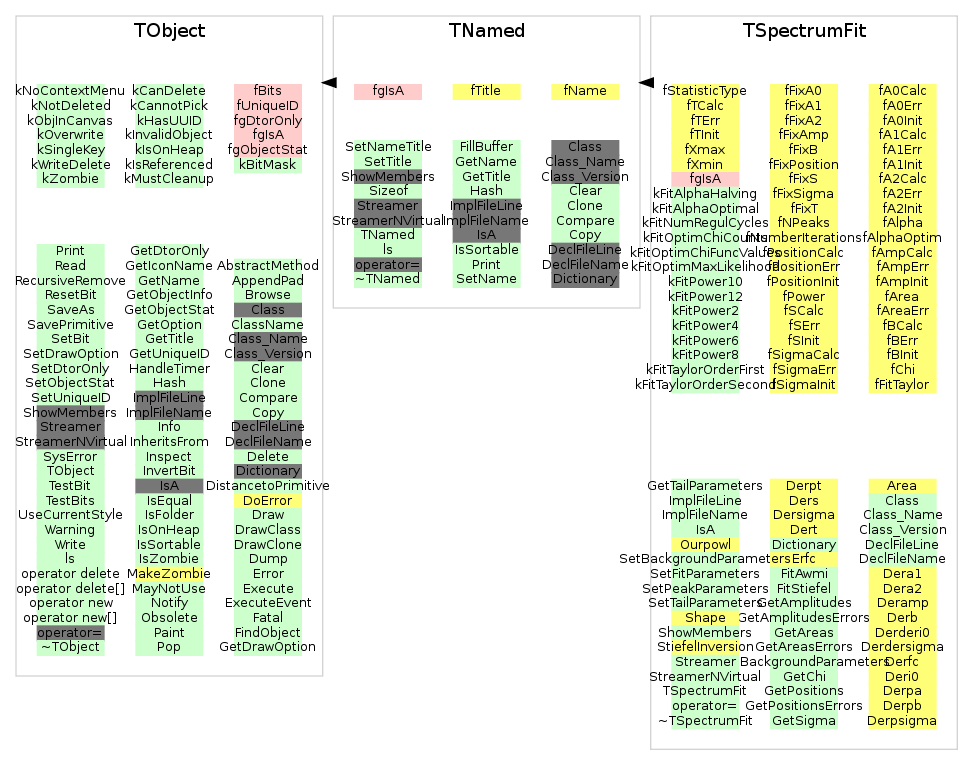 TObject
kNoContextMenu kCanDelete fBits
kNotDeleted kCannotPick fUniqueID
kObjInCanvas kHasUUID fgDtorOnly
kOverwrite kInvalidObject fgIsA
kSingleKey kIsOnHeap fgObjectStat
kWriteDelete kIsReferenced kBitMask
kZombie kMustCleanup
Print GetDtorOnly
Read GetIconName AbstractMethod
RecursiveRemove GetName AppendPad
ResetBit GetObjectInfo Browse
SaveAs GetObjectStat Class
SavePrimitive GetOption ClassName
SetBit GetTitle Class_Name
SetDrawOption GetUniqueID Class_Version
SetDtorOnly HandleTimer Clear
SetObjectStat Hash Clone
SetUniqueID ImplFileLine Compare
ShowMembers ImplFileName Copy
Streamer Info DeclFileLine
StreamerNVirtual InheritsFrom DeclFileName
SysError Inspect Delete
TObject InvertBit Dictionary
TestBit IsA DistancetoPrimitive
TestBits IsEqual DoError
UseCurrentStyle IsFolder Draw
Warning IsOnHeap DrawClass
Write IsSortable DrawClone
ls IsZombie Dump
operator delete MakeZombie Error
operator delete[] MayNotUse Execute
operator new Notify ExecuteEvent
operator new[] Obsolete Fatal
operator= Paint FindObject
~TObject Pop GetDrawOption
TNamed
fgIsA fTitle fName
SetNameTitle FillBuffer Class
SetTitle GetName Class_Name
ShowMembers GetTitle Class_Version
Sizeof Hash Clear
Streamer ImplFileLine Clone
StreamerNVirtual ImplFileName Compare
TNamed IsA Copy
ls IsSortable DeclFileLine
operator= Print DeclFileName
~TNamed SetName Dictionary
TSpectrumFit
fStatisticType fFixA0 fA0Calc
fTCalc fFixA1 fA0Err
fTErr fFixA2 fA0Init
fTInit fFixAmp fA1Calc
fXmax fFixB fA1Err
fXmin fFixPosition fA1Init
fgIsA fFixS fA2Calc
kFitAlphaHalving fFixSigma fA2Err
kFitAlphaOptimal fFixT fA2Init
kFitNumRegulCycles fNPeaks fAlpha
kFitOptimChiCounts fNumberIterations fAlphaOptim
kFitOptimChiFuncValues fPositionCalc fAmpCalc
kFitOptimMaxLikelihood fPositionErr fAmpErr
kFitPower10 fPositionInit fAmpInit
kFitPower12 fPower fArea
kFitPower2 fSCalc fAreaErr
kFitPower4 fSErr fBCalc
kFitPower6 fSInit fBErr
kFitPower8 fSigmaCalc fBInit
kFitTaylorOrderFirst fSigmaErr fChi
kFitTaylorOrderSecond fSigmaInit fFitTaylor
GetTailParameters Derpt Area
ImplFileLine Ders Class
ImplFileName Dersigma Class_Name
IsA Dert Class_Version
Ourpowl Dictionary DeclFileLine
SetBackgroundParameters Erfc DeclFileName
SetFitParameters FitAwmi Dera1
SetPeakParameters FitStiefel Dera2
SetTailParameters GetAmplitudes Deramp
Shape GetAmplitudesErrors Derb
ShowMembers GetAreas Derderi0
StiefelInversion GetAreasErrors Derdersigma
Streamer BackgroundParameters Derfc
StreamerNVirtual GetChi Deri0
TSpectrumFit GetPositions Derpa
operator= GetPositionsErrors Derpb
~TSpectrumFit GetSigma Derpsigma